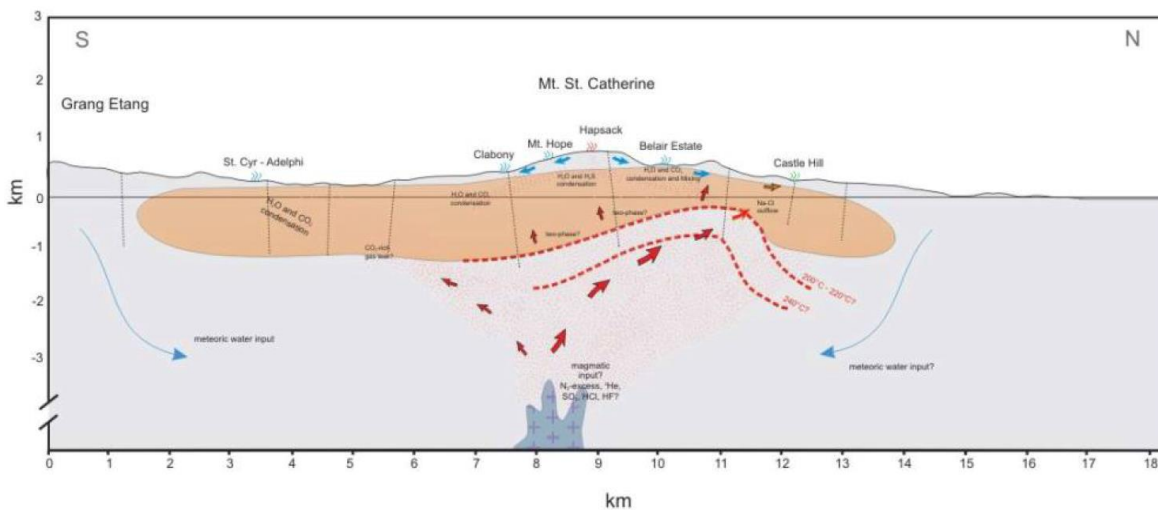 S
N
Mt. St. Catherine
Grang Etang
Hapsack
Mt. Hope
Belair Estate
Clabony
St. Cyr - Adelphi
Castle Hill
H₂O and CO₂
condensation
H₂O and CO₂
condensation
H₂O and H₂S
condensation
H₂O and CO₂
condensation and Mixing
Na-Cl
outflow
two-phase?
two-phase?
CO₂-rich
gas leak?
200°C - 220°C?
240°C?
meteoric water input
meteoric water input?
magmatic
input?
N₂-excess, ³He,
SO₂, HCl, HF?
3
2
1
0
-1
-2
-3
km
0 1 2 3 4 5 6 7 8 9 10 11 12 13 14 15 16 17 18
km